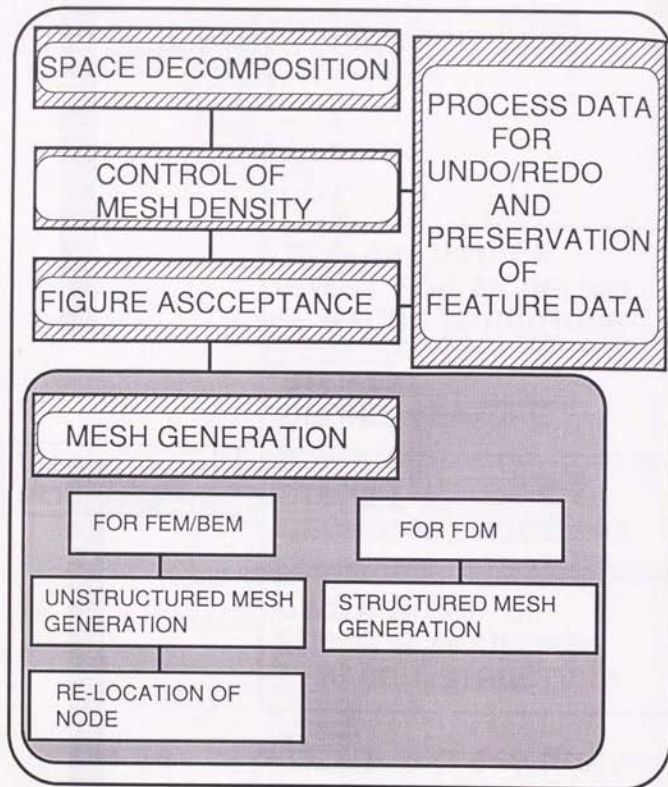 SPACE DECOMPOSITION
CONTROL OF
MESH DENSITY
FIGURE ASCCEPTANCE
PROCESS DATA
FOR
UNDO/REDO
AND
PRESERVATION
OF
FEATURE DATA
MESH GENERATION
FOR FEM/BEM
UNSTRUCTURED MESH
GENERATION
RE-LOCATION OF
NODE
FOR FDM
STRUCTURED MESH
GENERATION